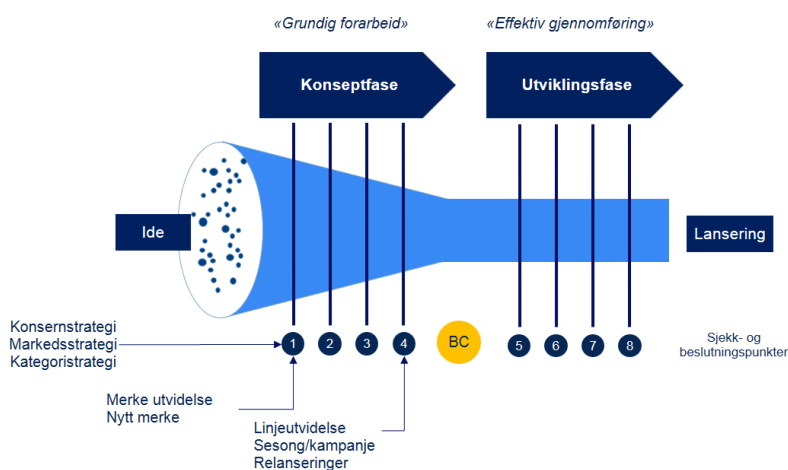 «Grundig forarbeid»
«Effektiv gjennomføring»
Konseptfase
Utviklingsfase
Ide
Lansering
Konsernstrategi
Markedsstrategi
Kategoristrategi
1
2
3
4
BC
5
6
7
8
Sjekk- og
beslutningspunkter
Merke utvidelse
Nytt merke
Linjeutvidelse
Sesong/kampanje
Relanseringer